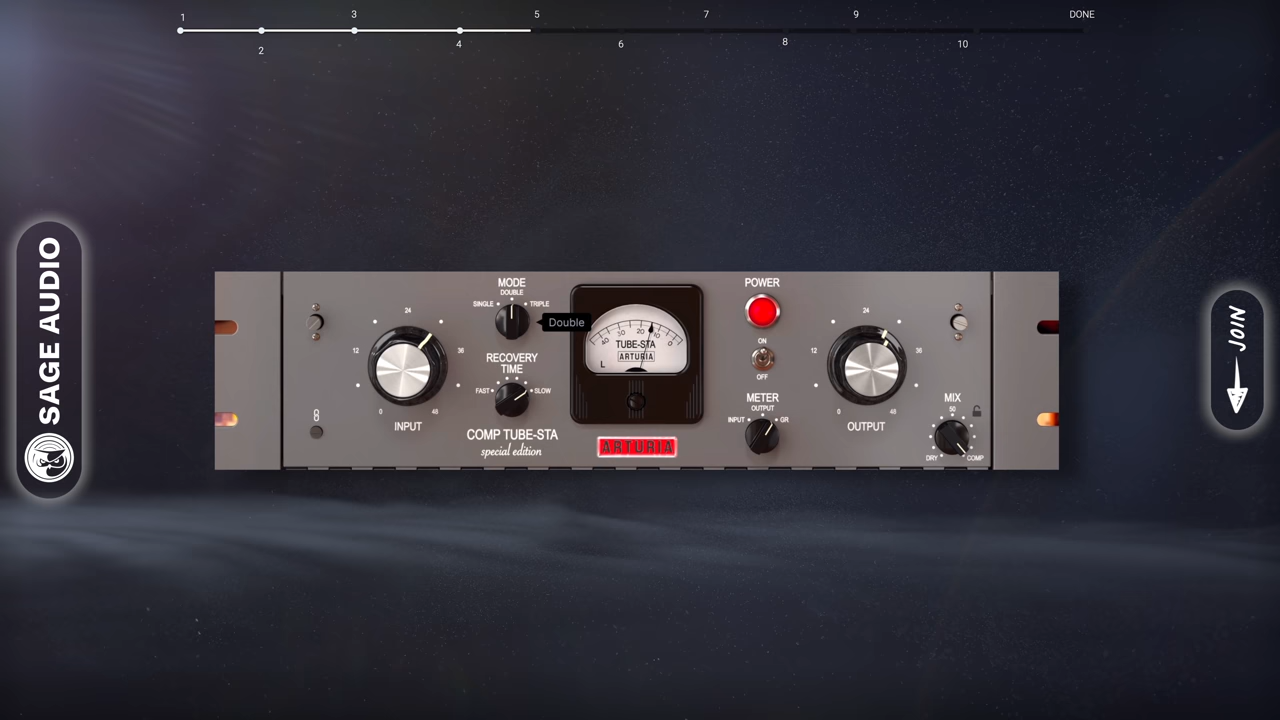 1
3
5
7
9
DONE
2
4
6
8
10
SAGE AUDIO
JOIN
MODE
DOUBLE
SINGLE
TRIPLE
Double
RECOVERY
TIME
FAST
SLOW
24
12
36
0
48
INPUT
COMP TUBE-STA
special edition
20
TUBE-STA
ARTURIA
L
ARTURIA
POWER
ON
OFF
METER
OUTPUT
INPUT
GR
24
12
36
0
48
OUTPUT
MIX
50
DRY
COMP